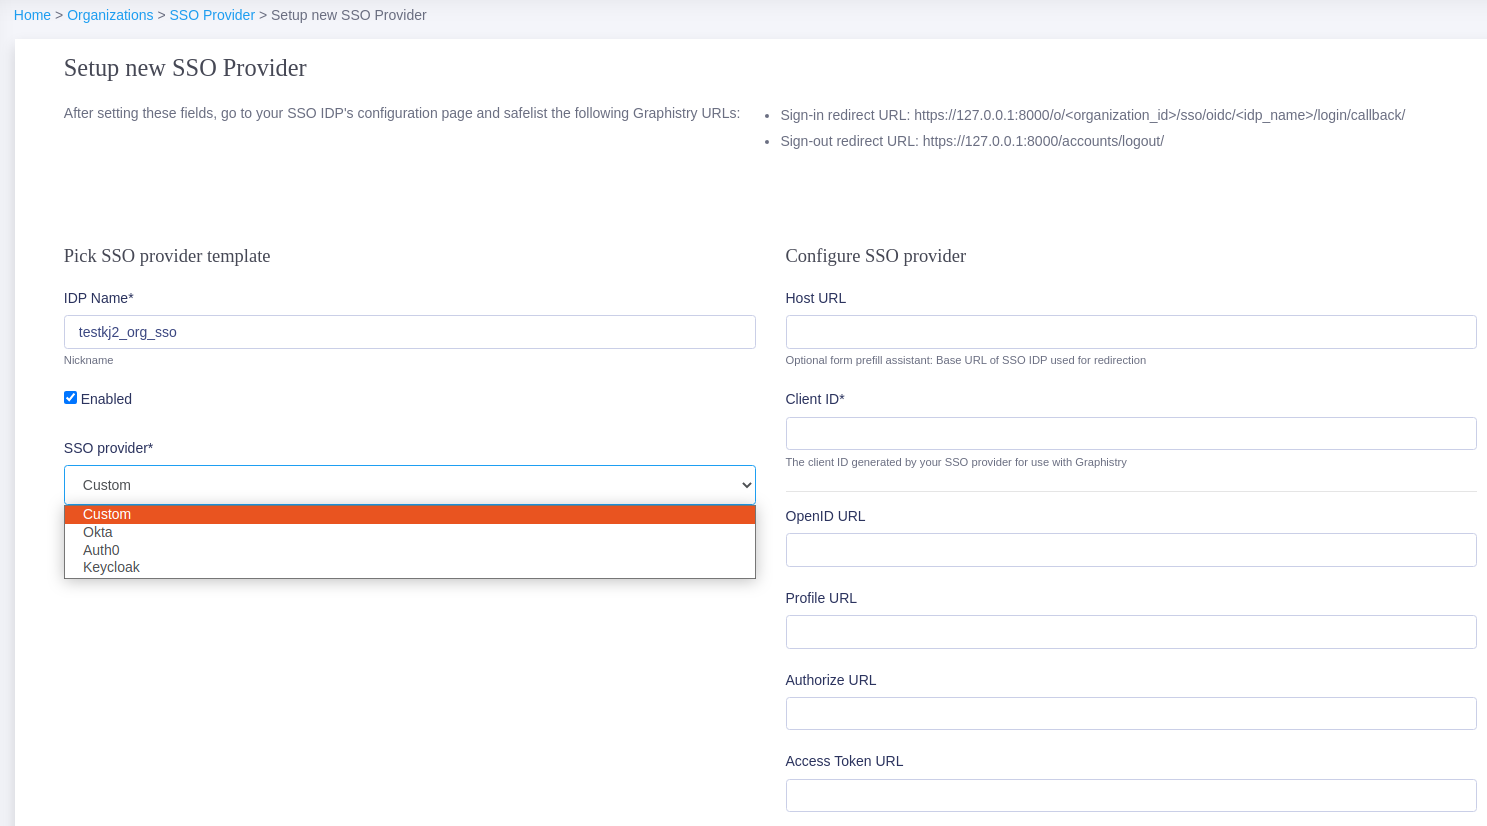 Home > Organizations > SSO Provider > Setup new SSO Provider
Setup new SSO Provider
After setting these fields, go to your SSO IDP's configuration page and safelist the following Graphistry URLs:
• Sign-in redirect URL: https://127.0.0.1:8000/o/<organization_id>/sso/oidc/<idp_name>/login/callback/
• Sign-out redirect URL: https://127.0.0.1:8000/accounts/logout/
Pick SSO provider template
IDP Name*
testkj2_org_sso
Nickname
Enabled
SSO provider*
Custom
Custom
Okta
Auth0
Keycloak
Configure SSO provider
Host URL
Optional form prefill assistant: Base URL of SSO IDP used for redirection
Client ID*
The client ID generated by your SSO provider for use with Graphistry
OpenID URL
Profile URL
Authorize URL
Access Token URL